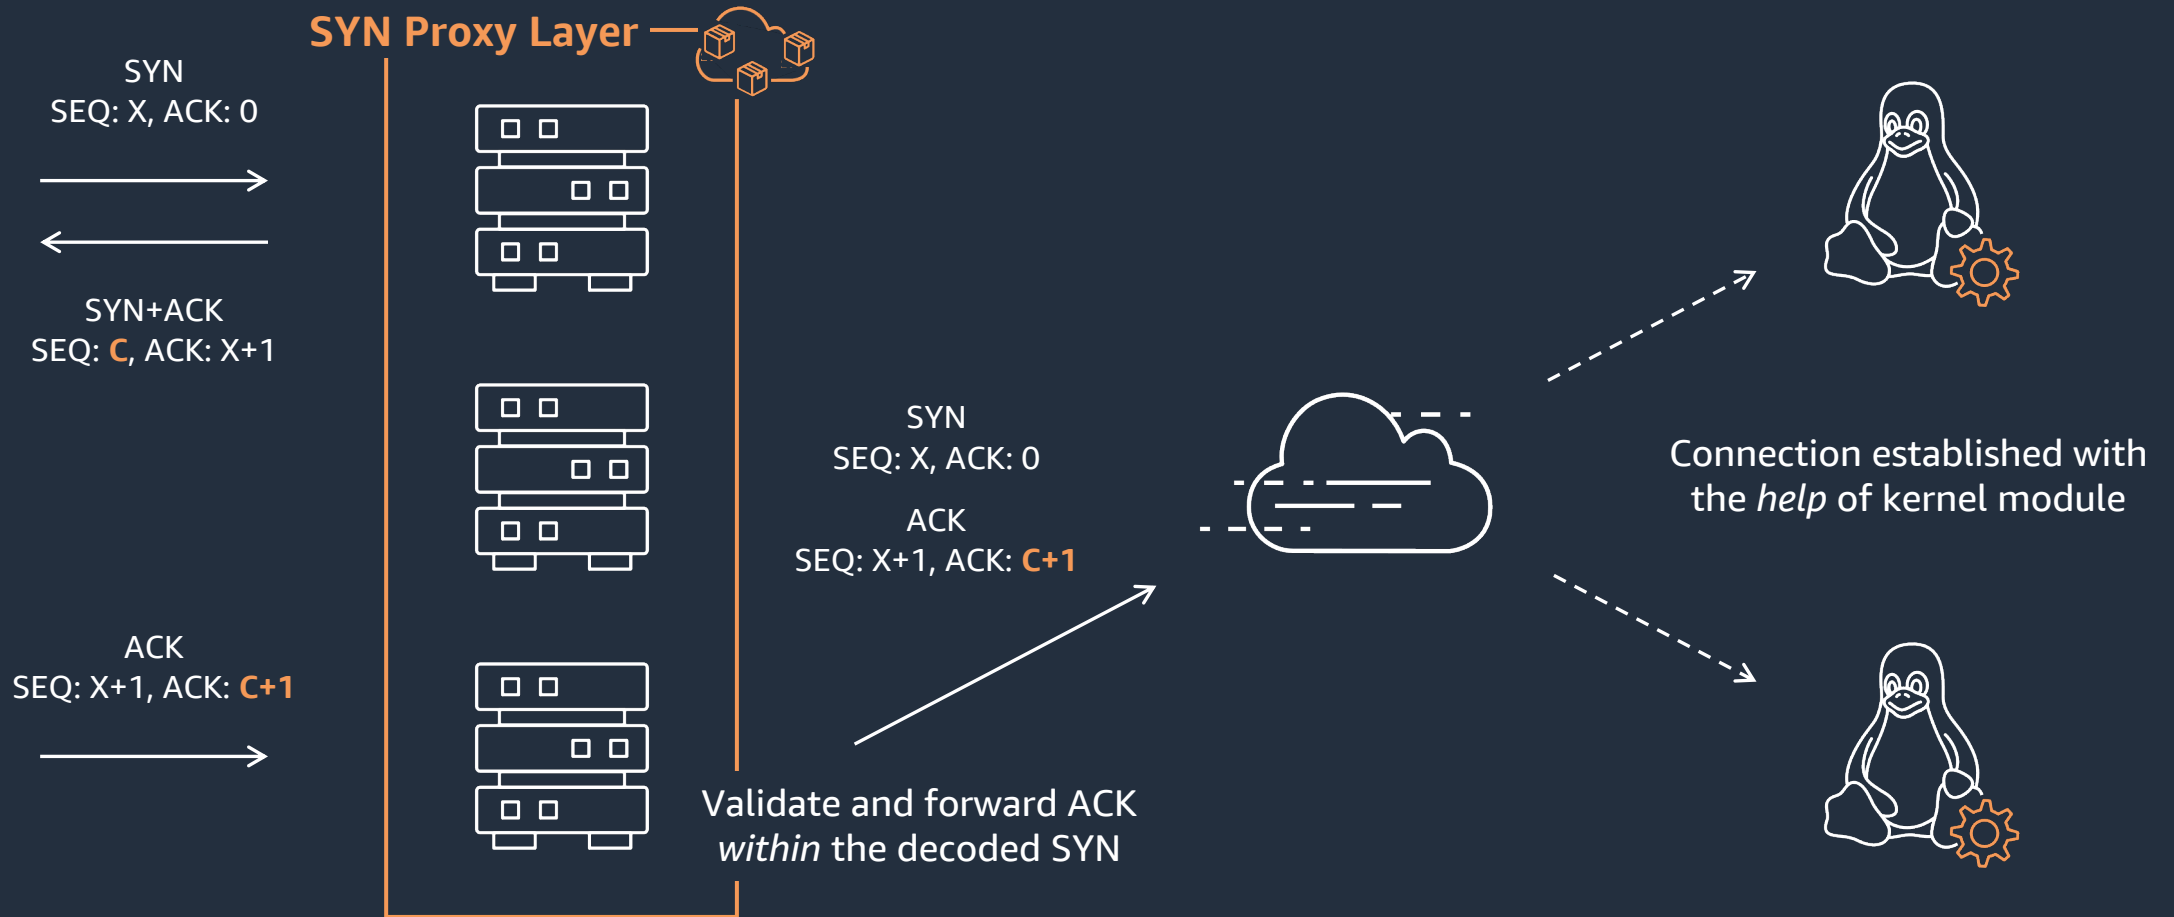 SYN Proxy Layer
SYN
SEQ: X, ACK: 0
SYN+ACK
SEQ: C, ACK: X+1
ACK
SEQ: X+1, ACK: C+1
SYN
SEQ: X, ACK: 0
ACK
SEQ: X+1, ACK: C+1
Validate and forward ACK
within the decoded SYN
Connection established with
the help of kernel module